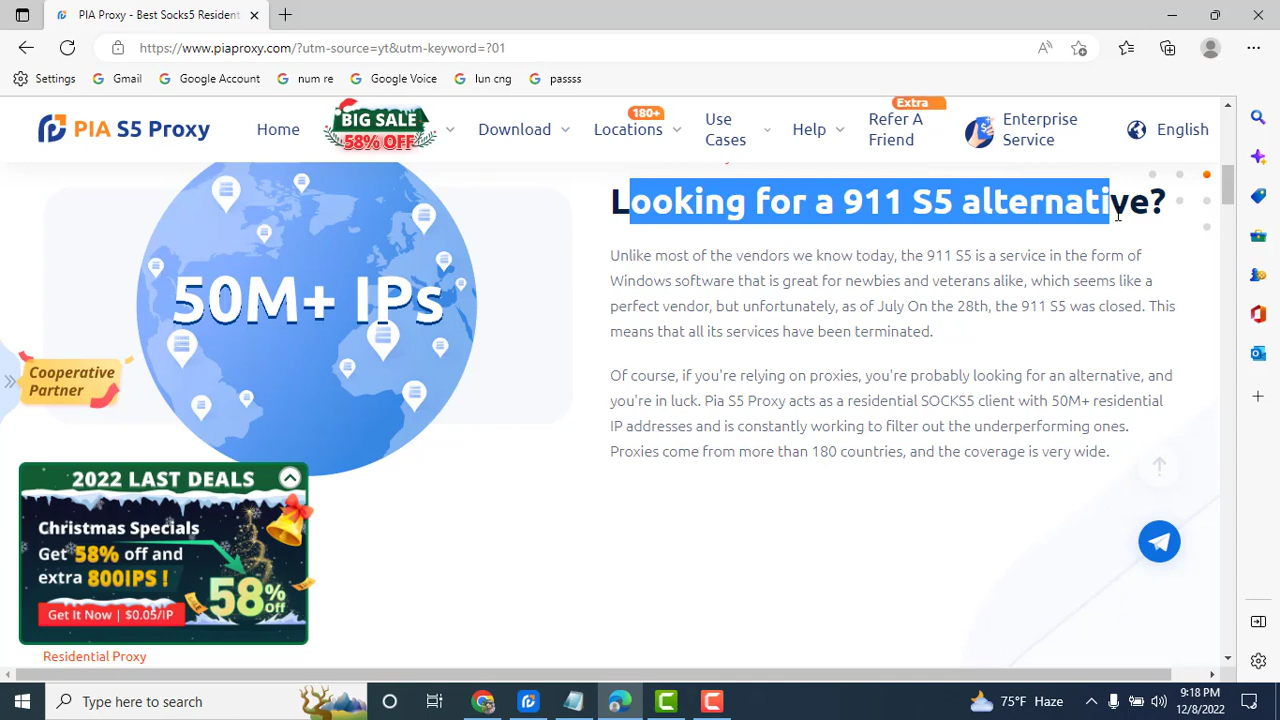 PIA Proxy - Best Socks5 Resident
https://www.piaproxy.com/?utm-source=yt&utm-keyword=?01
Settings
Gmail
Google Account
num re
Google Voice
lun cng
passss
PIA S5 Proxy
Home
BIG SALE
58% OFF
Download
180+
Locations
Use
Cases
Help
Extra
Refer A
Friend
Enterprise
Service
English
50M+ IPs
Looking for a 911 S5 alternative?
Unlike most of the vendors we know today, the 911 S5 is a service in the form of
Windows software that is great for newbies and veterans alike, which seems like a
perfect vendor, but unfortunately, as of July On the 28th, the 911 S5 was closed. This
means that all its services have been terminated.
Of course, if you're relying on proxies, you're probably looking for an alternative, and
you're in luck. Pia S5 Proxy acts as a residential SOCKS5 client with 50M+ residential
IP addresses and is constantly working to filter out the underperforming ones.
Proxies come from more than 180 countries, and the coverage is very wide.
Cooperative
Partner
2022 LAST DEALS
Christmas Specials
Get 58% off and
extra 800IPS !
58%
Off
Get It Now | $0.05/IP
Residential Proxy
Type here to search
75°F Haze
9:18 PM
12/8/2022